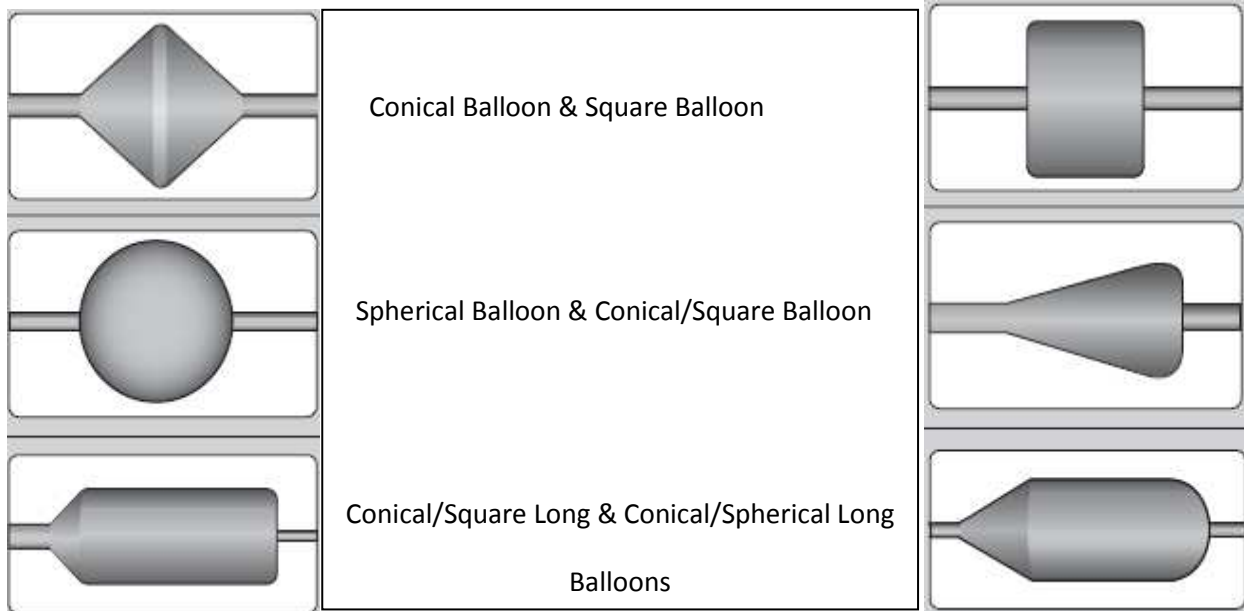 Conical Balloon & Square Balloon
Spherical Balloon & Conical/Square Balloon
Conical/Square Long & Conical/Spherical Long
Balloons